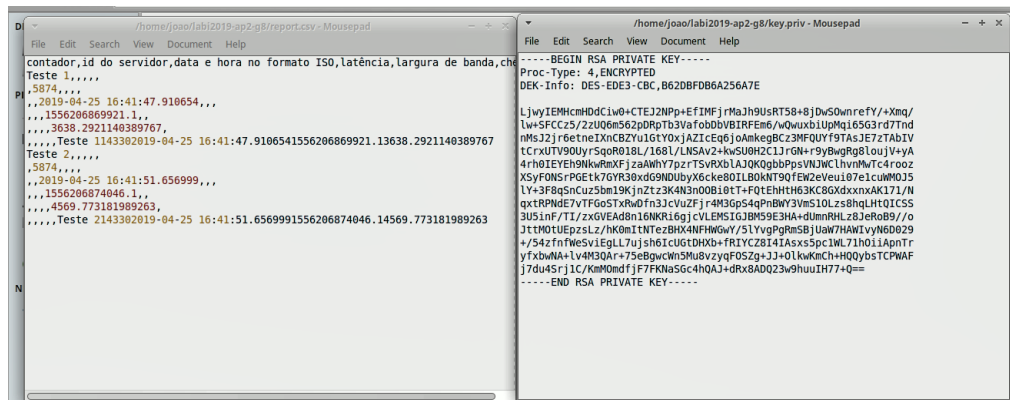 /home/joao/labi2019-ap2-g8/report.csv - Mousepad
File Edit Search View Document Help
contador,id do servidor,data e hora no formato ISO,latência,largura de banda,che
Teste 1,,,,,
,5874,,,,
,,2019-04-25 16:41:47.910654,,,
,,,1556206869921.1,,
,,,,3638.2921140389767,
,,,,,Teste 1143302019-04-25 16:41:47.9106541556206869921.13638.2921140389767
Teste 2,,,,,
,5874,,,,
,,2019-04-25 16:41:51.656999,,,
,,,1556206874046.1,,
,,,,4569.773181989263,
,,,,,Teste 2143302019-04-25 16:41:51.6569991556206874046.14569.773181989263
/home/joao/labi2019-ap2-g8/key.priv - Mousepad
File Edit Search View Document Help
-----BEGIN RSA PRIVATE KEY-----
Proc-Type: 4,ENCRYPTED
DEK-Info: DES-EDE3-CBC,B62DBFDB6A256A7E
LjwyIEMHcmHDdCiw0+CTEJ2NPp+EfIMFjrMaJh9UsRT58+8jDwSOwnrefY/+Xmq/
lw+SFCCz5/2zUQ6m562pDRpTb3VafobDbVBIRFEm6/wQwuxbiUpMqi65G3rd7Tnd
nMsJ2jr6etneIXnCBZYu1GtYOxjAZIcEq6joAmkegBCz3MFQUYf9TAsJE7zTAbIV
tCrxUTV9OUyrSqoR018L/168l/LNSAv2+kwSU0H2C1JrGN+r9yBwgRg8loujV+yA
4rh0IEYEh9NkwRmXFjzaAWhY7pzrTSvRXblAJQKQgbbPpsVNJWClhvnMwTc4rooz
XSyFONSrPGEtk7GYR30xdG9NDUbyX6cke8OILBOkNT9QfEW2eVeui07e1cuWMOJ5
lY+3F8qSnCuz5bm19KjnZtz3K4N3nOOBi0tT+FQtEhHtH63KC8GXdxxnxAK171/N
qxtRPNdE7vTFGoSTxRwDfn3JcVuZFjr4M3GpS4qPnBWY3VmS1OLzs8hqLHtQICSS
3U5inF/TI/zxGVEAd8n16NKRi6gjcVLEMSIGJBM59E3HA+dUmnRHLz8JeRoB9//o
JttMOtUEpzsLz/hK0mItNTezBHX4NFHWGwY/5lYvgPgRmSBjUaW7HAWIvyN6D029
+/54zfnfWeSviEgLL7ujsh6IcUGtDHXb+fRIYCZ8I4IAsxs5pc1WL71hOiiApnTr
yfxbwNA+lv4M3QAr+75eBgwcWn5Mu8vzyqFOSZg+JJ+OlkwKmCh+HQQybsTCPWAF
j7du4Srj1C/KmMOmdfjF7FKNaSGc4hQAJ+dRx8ADQ23w9huuIH77+Q==
-----END RSA PRIVATE KEY-----